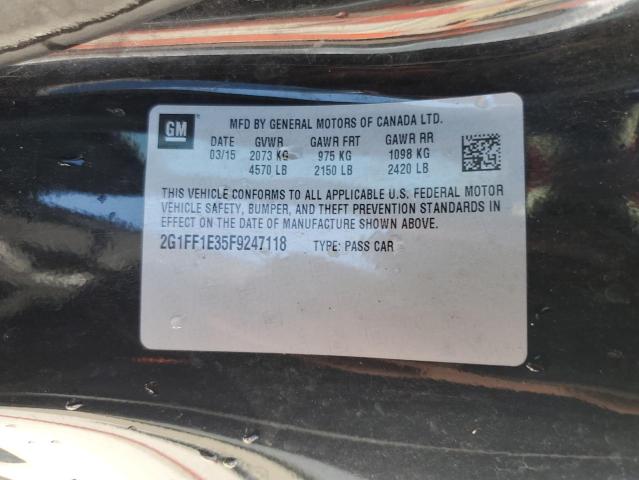 GM
MFD BY GENERAL MOTORS OF CANADA LTD.
DATE GVWR GAWR FRT GAWR RR
03/15 2073 KG 975 KG 1098 KG
4570 LB 2150 LB 2420 LB
THIS VEHICLE CONFORMS TO ALL APPLICABLE U.S. FEDERAL MOTOR
VEHICLE SAFETY, BUMPER, AND THEFT PREVENTION STANDARDS IN
EFFECT ON THE DATE OF MANUFACTURE SHOWN ABOVE.
2G1FF1E35F9247118 TYPE: PASS CAR